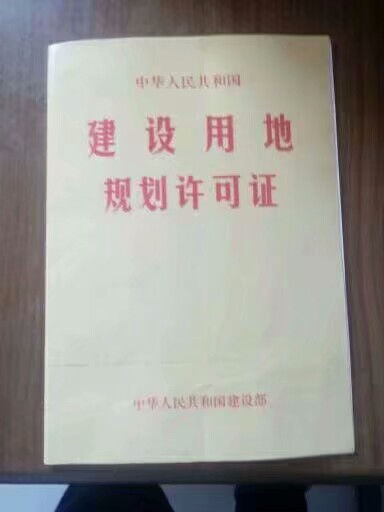 中华人民共和国
建设用地
规划许可证
中华人民共和国建设部